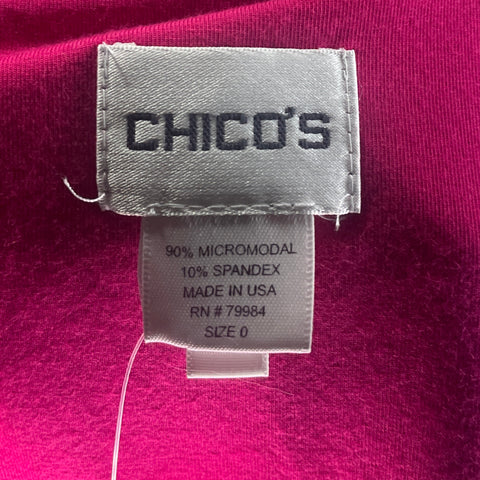 CHICO'S
90% MICROMODAL
10% SPANDEX
MADE IN USA
RN # 79984
SIZE 0